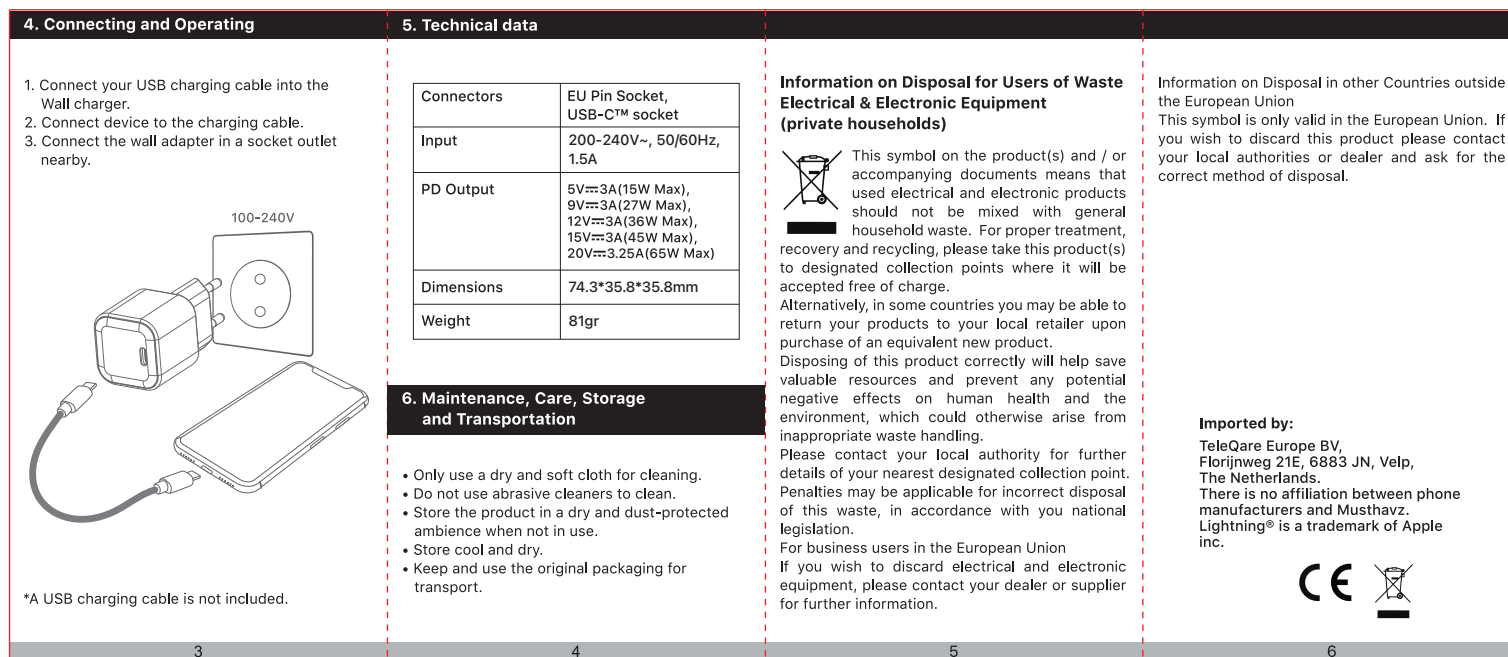 4. Connecting and Operating
1. Connect your USB charging cable into the
Wall charger.
2. Connect device to the charging cable.
3. Connect the wall adapter in a socket outlet
nearby.
100-240V
*A USB charging cable is not included.
3
5. Technical data
Connectors
EU Pin Socket,
USB-C™ socket
Input
200-240V~, 50/60Hz,
1.5A
PD Output
5V⎓3A(15W Max),
9V⎓3A(27W Max),
12V⎓3A(36W Max),
15V⎓3A(45W Max),
20V⎓3.25A(65W Max)
Dimensions
74.3*35.8*35.8mm
Weight
81gr
6. Maintenance, Care, Storage
and Transportation
• Only use a dry and soft cloth for cleaning.
• Do not use abrasive cleaners to clean.
• Store the product in a dry and dust-protected
ambience when not in use.
• Store cool and dry.
• Keep and use the original packaging for
transport.
4
Information on Disposal for Users of Waste
Electrical & Electronic Equipment
(private households)
This symbol on the product(s) and / or
accompanying documents means that
used electrical and electronic products
should not be mixed with general
household waste. For proper treatment,
recovery and recycling, please take this product(s)
to designated collection points where it will be
accepted free of charge.
Alternatively, in some countries you may be able to
return your products to your local retailer upon
purchase of an equivalent new product.
Disposing of this product correctly will help save
valuable resources and prevent any potential
negative effects on human health and the
environment, which could otherwise arise from
inappropriate waste handling.
Please contact your local authority for further
details of your nearest designated collection point.
Penalties may be applicable for incorrect disposal
of this waste, in accordance with you national
legislation.
For business users in the European Union
If you wish to discard electrical and electronic
equipment, please contact your dealer or supplier
for further information.
5
Information on Disposal in other Countries outside
the European Union
This symbol is only valid in the European Union. If
you wish to discard this product please contact
your local authorities or dealer and ask for the
correct method of disposal.
Imported by:
TeleQare Europe BV,
Florijnweg 21E, 6883 JN, Velp,
The Netherlands.
There is no affiliation between phone
manufacturers and Musthavz.
Lightning® is a trademark of Apple
inc.
CE
6